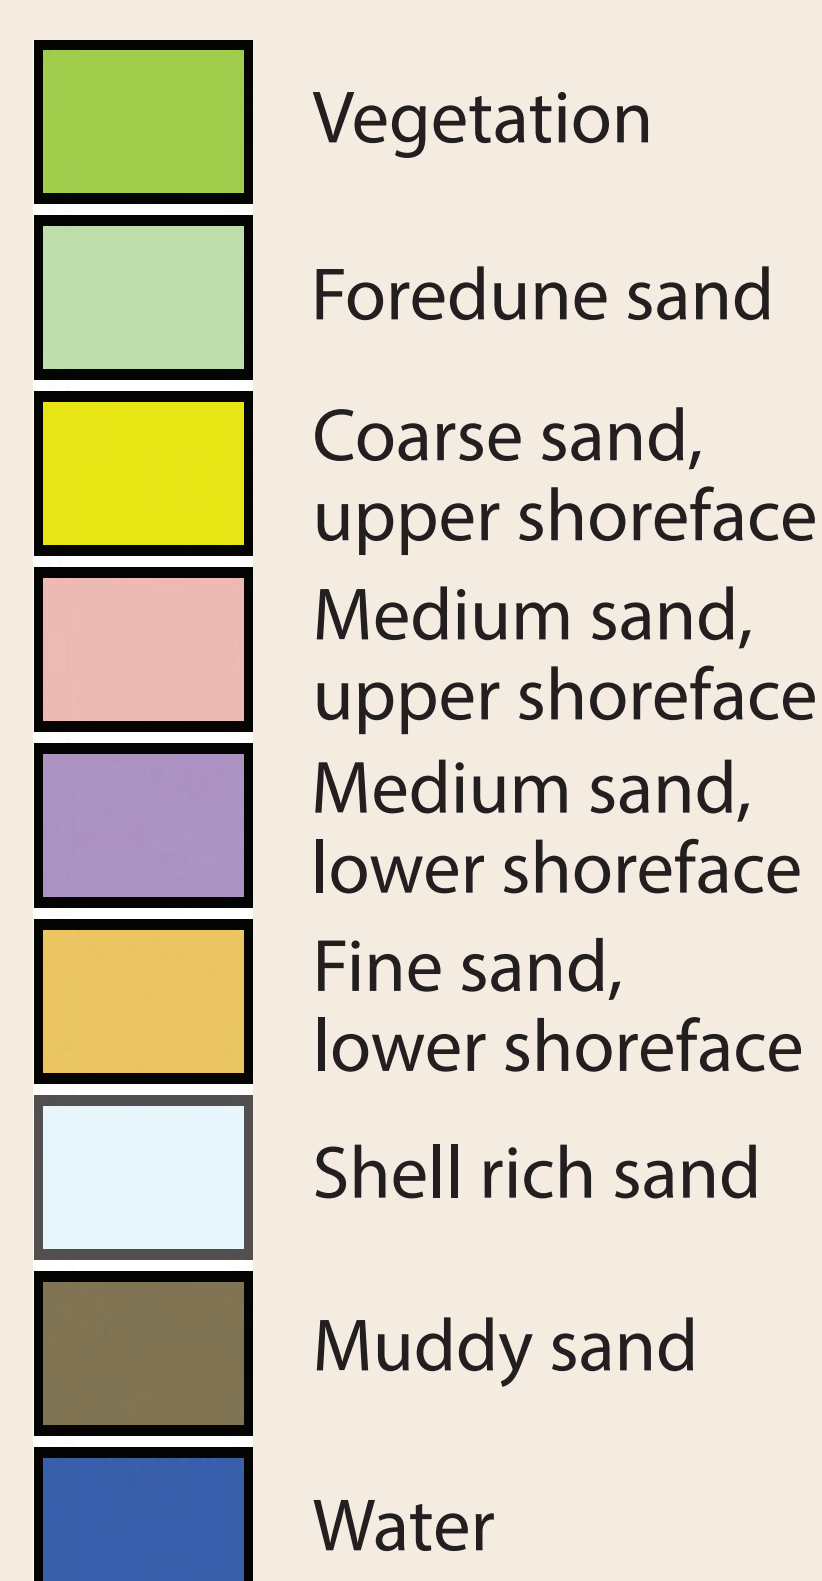 Vegetation
Foredune sand
Coarse sand,
upper shoreface
Medium sand,
upper shoreface
Medium sand,
lower shoreface
Fine sand,
lower shoreface
Shell rich sand
Muddy sand
Water